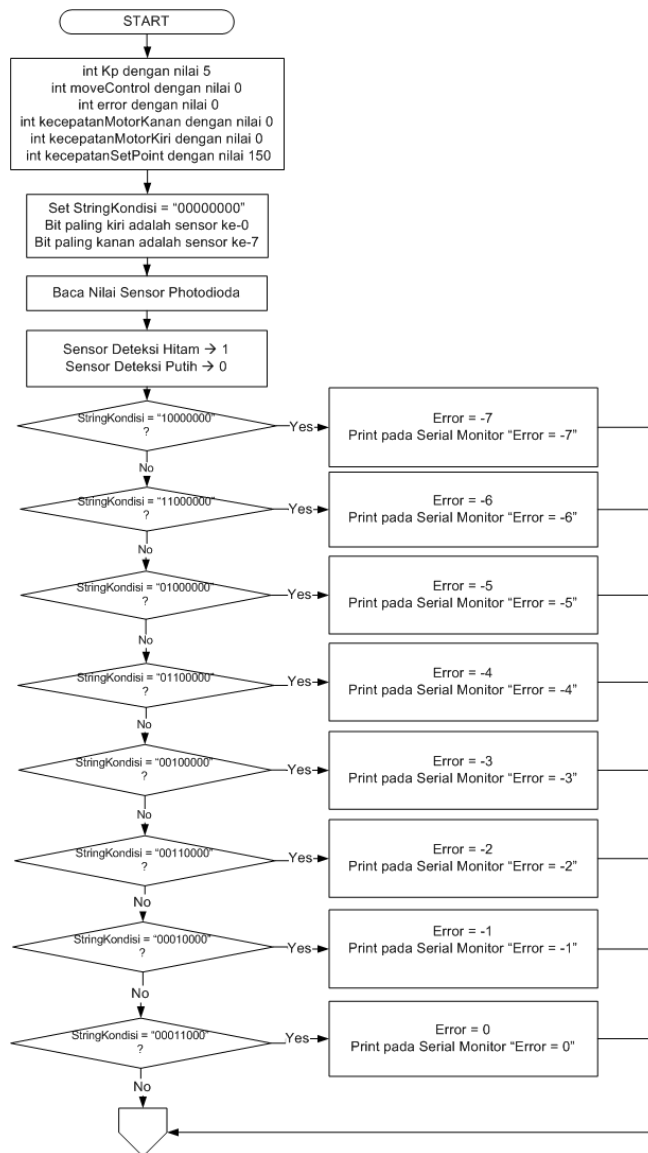 START
int Kp dengan nilai 5
int moveControl dengan nilai 0
int error dengan nilai 0
int kecepatanMotorKanan dengan nilai 0
int kecepatanMotorKiri dengan nilai 0
int kecepatanSetPoint dengan nilai 150
Set StringKondisi = “00000000”
Bit paling kiri adalah sensor ke-0
Bit paling kanan adalah sensor ke-7
Baca Nilai Sensor Photodioda
Sensor Deteksi Hitam → 1
Sensor Deteksi Putih → 0
StringKondisi = “10000000”
?
Yes
Error = -7
Print pada Serial Monitor “Error = -7”
No
StringKondisi = “11000000”
?
Yes
Error = -6
Print pada Serial Monitor “Error = -6”
No
StringKondisi = “01000000”
?
Yes
Error = -5
Print pada Serial Monitor “Error = -5”
No
StringKondisi = “01100000”
?
Yes
Error = -4
Print pada Serial Monitor “Error = -4”
No
StringKondisi = “00100000”
?
Yes
Error = -3
Print pada Serial Monitor “Error = -3”
No
StringKondisi = “00110000”
?
Yes
Error = -2
Print pada Serial Monitor “Error = -2”
No
StringKondisi = “00010000”
?
Yes
Error = -1
Print pada Serial Monitor “Error = -1”
No
StringKondisi = “00011000”
?
Yes
Error = 0
Print pada Serial Monitor “Error = 0”
No